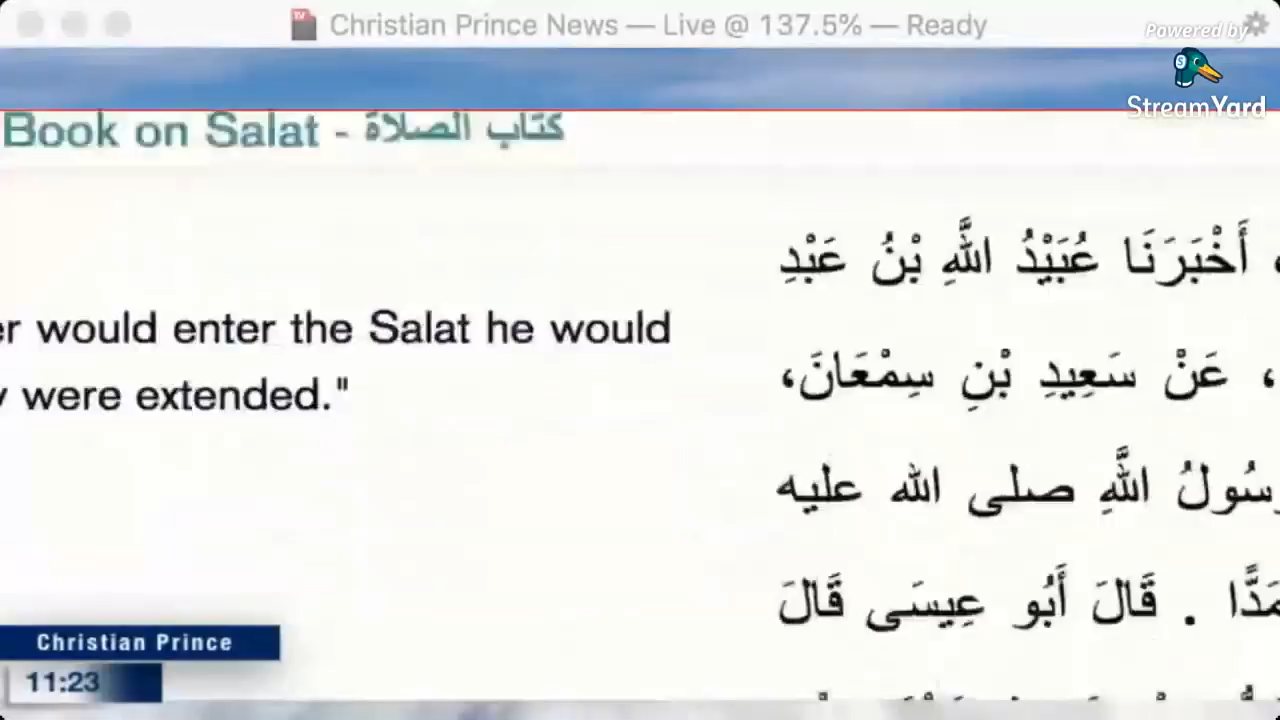 Christian Prince News — Live @ 137.5% — Ready
Powered by
StreamYard
Book on Salat - كتاب الصلاة
أَخْبَرَنَا عُبَيْدُ اللَّهِ بْنُ عَبْدِ
er would enter the Salat he would
، عَنْ سَعِيدِ بْنِ سِمْعَانَ،
were extended."
رَسُولُ اللَّهِ صلى الله عليه
مَدًّا . قَالَ أَبُو عِيسَى قَالَ
Christian Prince
11:23